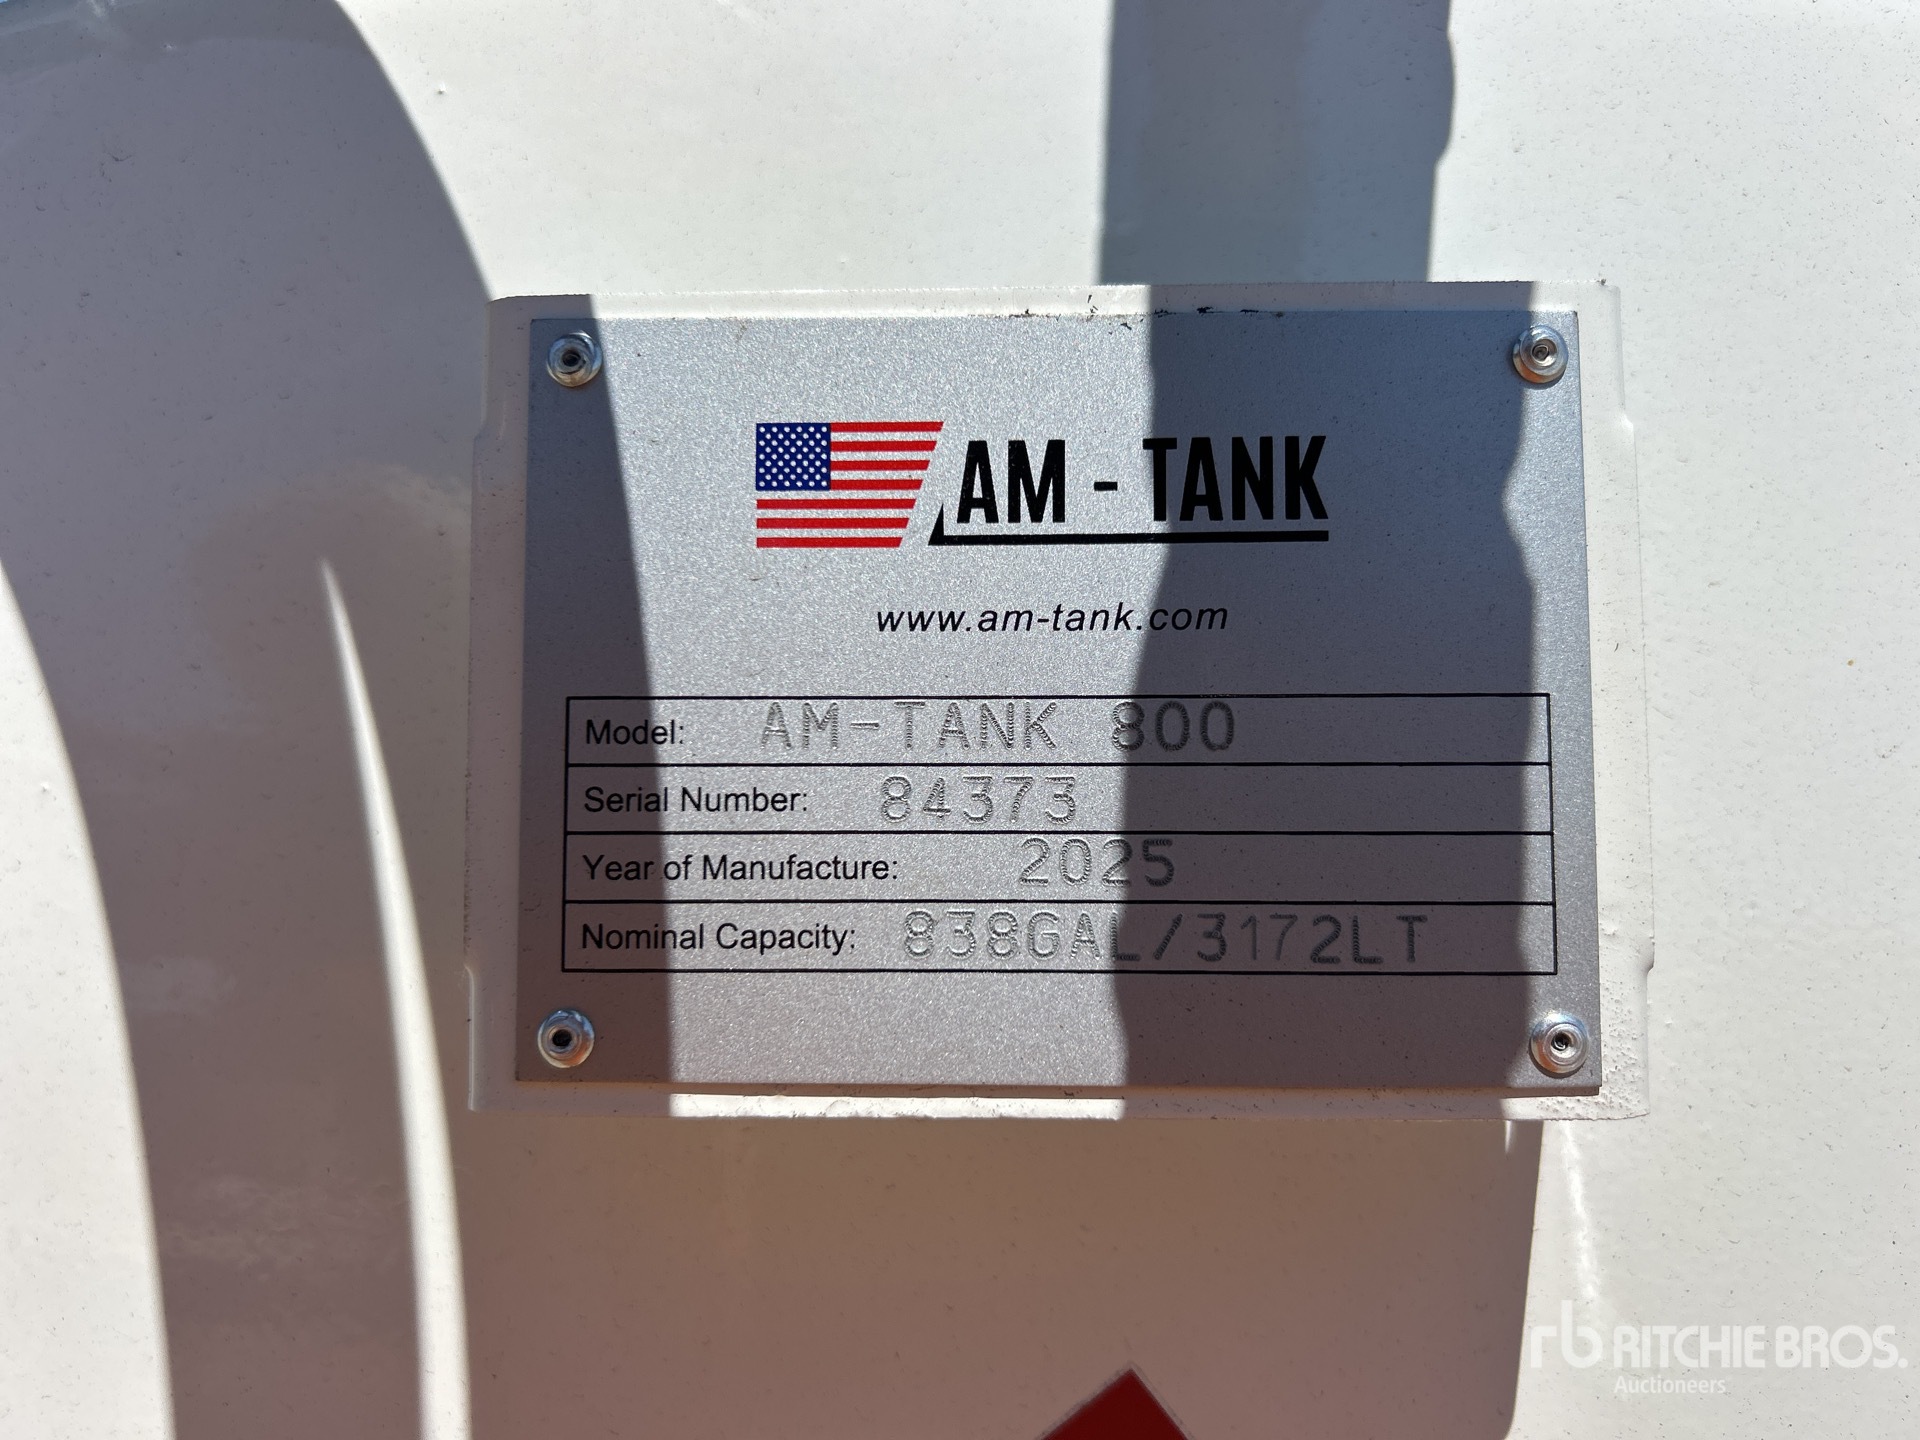 AM - TANK
www.am-tank.com
Model: AM-TANK 800
Serial Number: 84373
Year of Manufacture: 2025
Nominal Capacity: 838GAL/3172LT
rb RITCHIE BROS.
Auctioneers